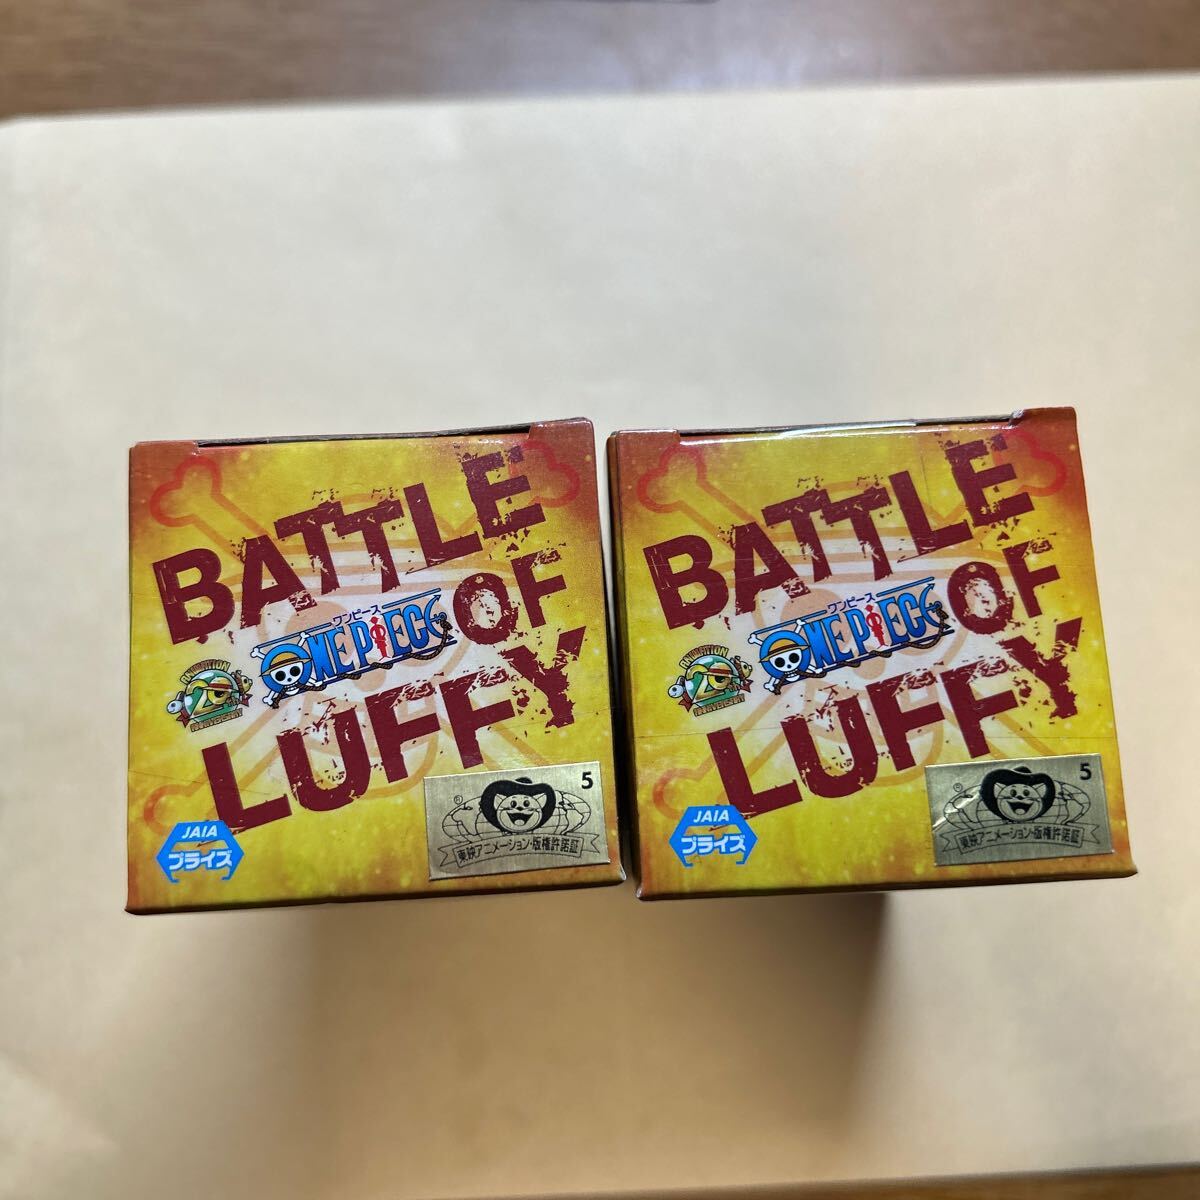 BATTLE
OF
LUFFY
ワンピース
ONE PIECE
ANIMATION
20th
ANNIVERSARY
JAIA
プライズ
5
©
東映アニメーション・版権許諾証
BATTLE
OF
LUFFY
ワンピース
ONE PIECE
ANIMATION
20th
ANNIVERSARY
JAIA
プライズ
5
©
東映アニメーション・版権許諾証